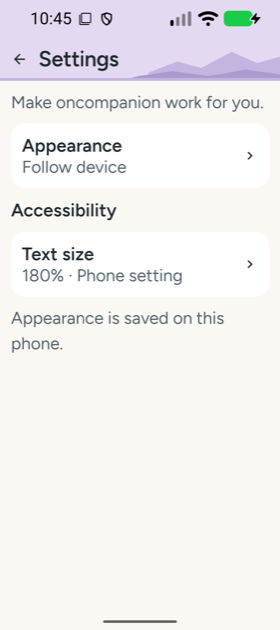 10:45
Settings
Make oncompanion work for you.
Appearance
Follow device
Accessibility
Text size
180% · Phone setting
Appearance is saved on this
phone.